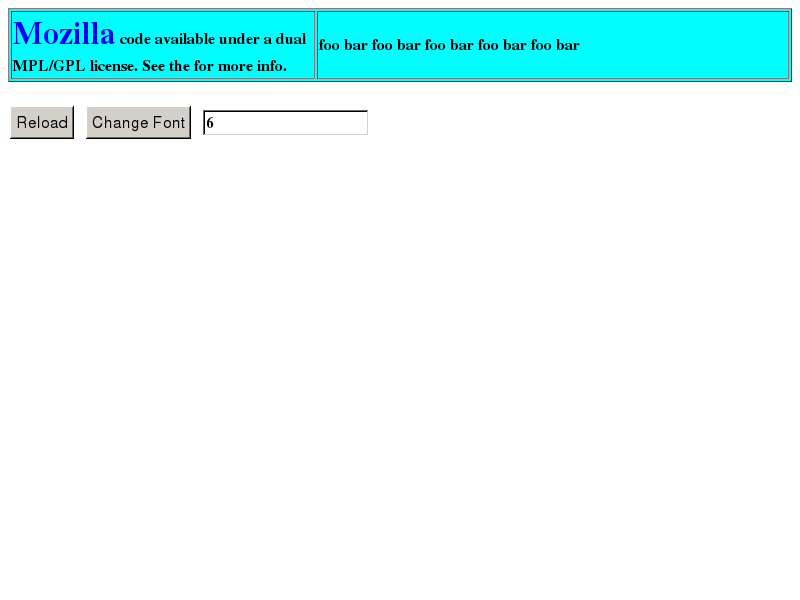 Mozilla code available under a dual
MPL/GPL license. See the for more info.
foo bar foo bar foo bar foo bar foo bar
Reload Change Font 6